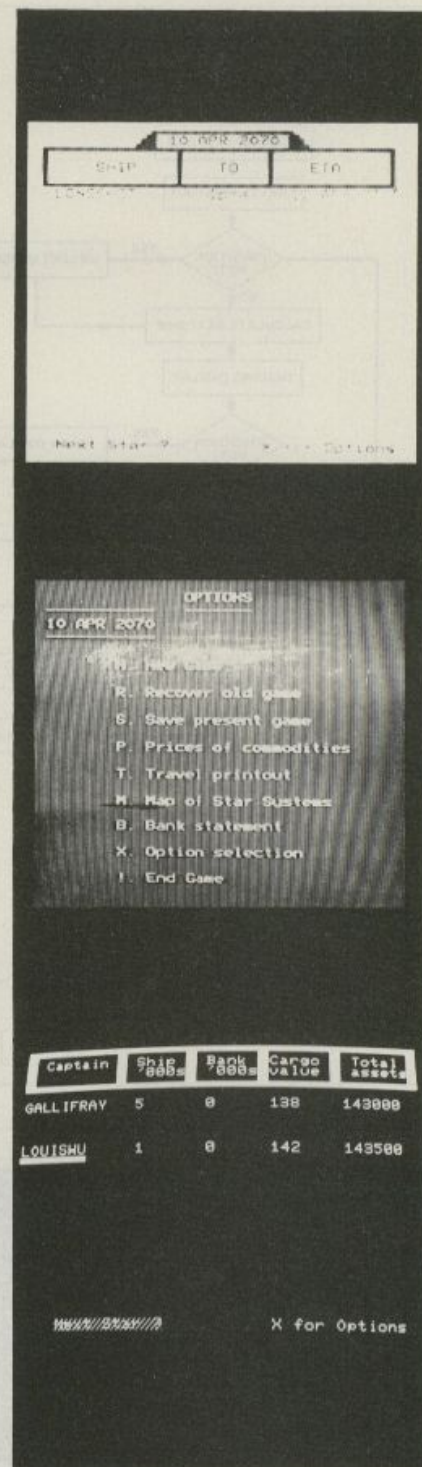 10 APR 2070
SHIP TO ETA
Next Star ? Options
OPTIONS
10 APR 2070
R. Recover old game
S. Save present game
P. Prices of commodities
T. Travel printout
M. Map of Star Systems
B. Bank statement
X. Option selection
!. End Game
Captain Ship '000s Bank '000s Cargo value Total assets
GALLIFRAY 5 0 138 143000
LOUISWU 1 0 142 143500
Next Star ? X for Options